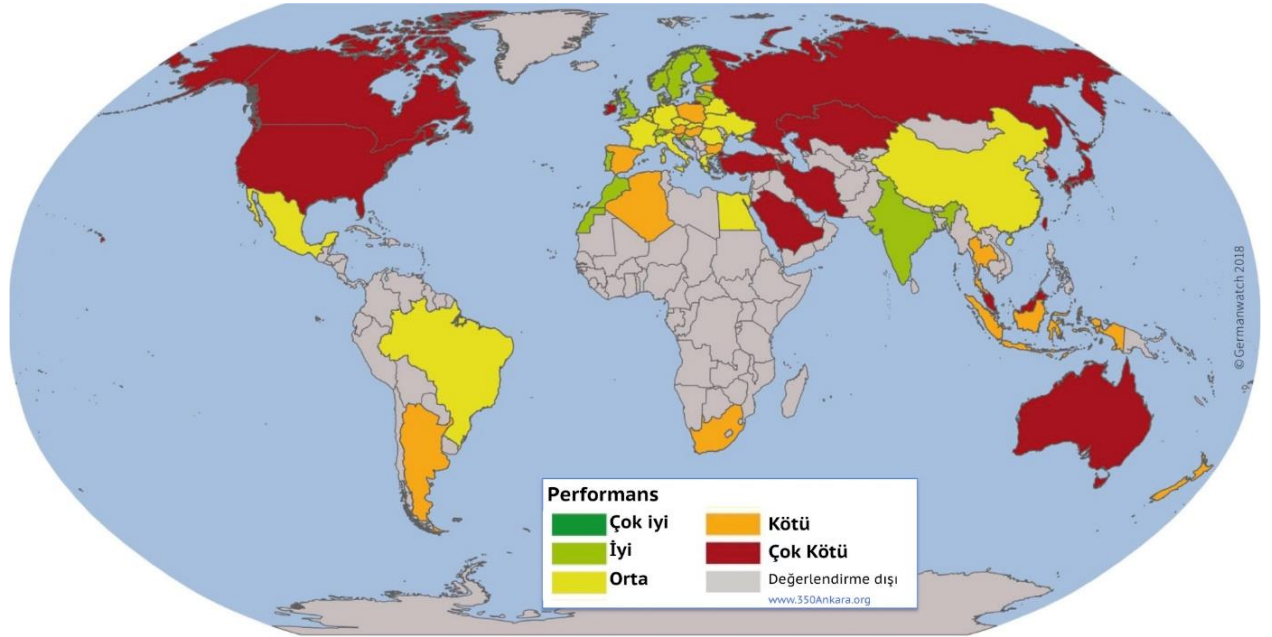 © Germanwatch 2018
Performans
Çok iyi
İyi
Orta
Kötü
Çok Kötü
Değerlendirme dışı
www.350Ankara.org